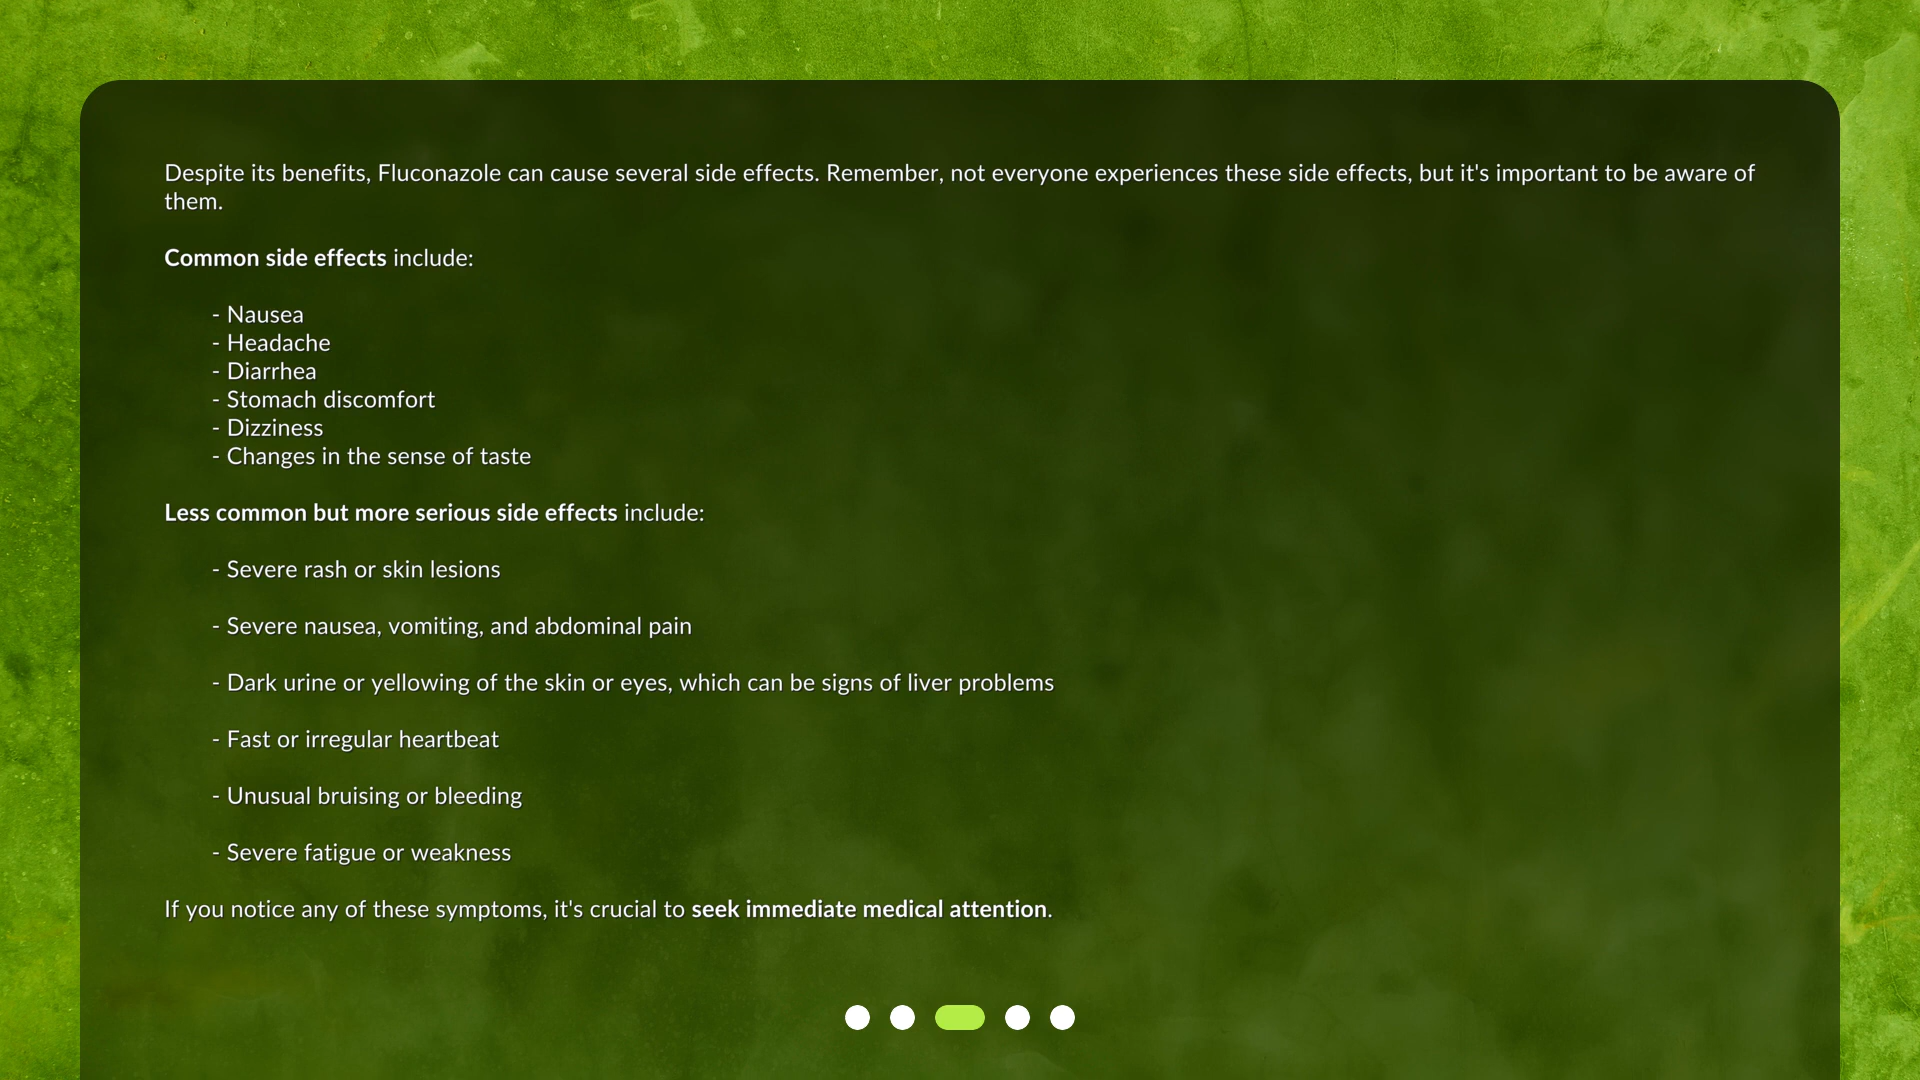 Despite its benefits, Fluconazole can cause several side effects. Remember, not everyone experiences these side effects, but it's important to be aware of
them.
Common side effects include:
- Nausea
- Headache
- Diarrhea
- Stomach discomfort
- Dizziness
- Changes in the sense of taste
Less common but more serious side effects include:
- Severe rash or skin lesions
- Severe nausea, vomiting, and abdominal pain
- Dark urine or yellowing of the skin or eyes, which can be signs of liver problems
- Fast or irregular heartbeat
- Unusual bruising or bleeding
- Severe fatigue or weakness
If you notice any of these symptoms, it's crucial to seek immediate medical attention.